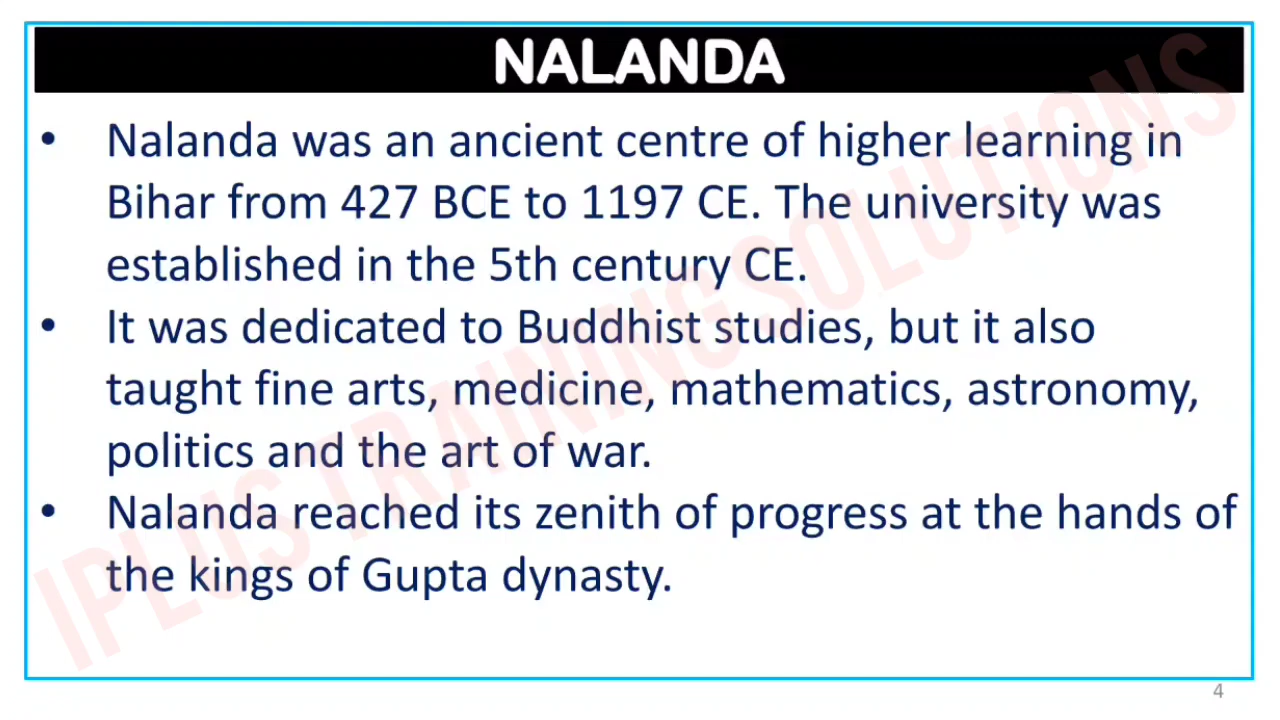 NALANDA
• Nalanda was an ancient centre of higher learning in
Bihar from 427 BCE to 1197 CE. The university was
established in the 5th century CE.
• It was dedicated to Buddhist studies, but it also
taught fine arts, medicine, mathematics, astronomy,
politics and the art of war.
• Nalanda reached its zenith of progress at the hands of
the kings of Gupta dynasty.
IPLUS TRAINING SOLUTIONS
4